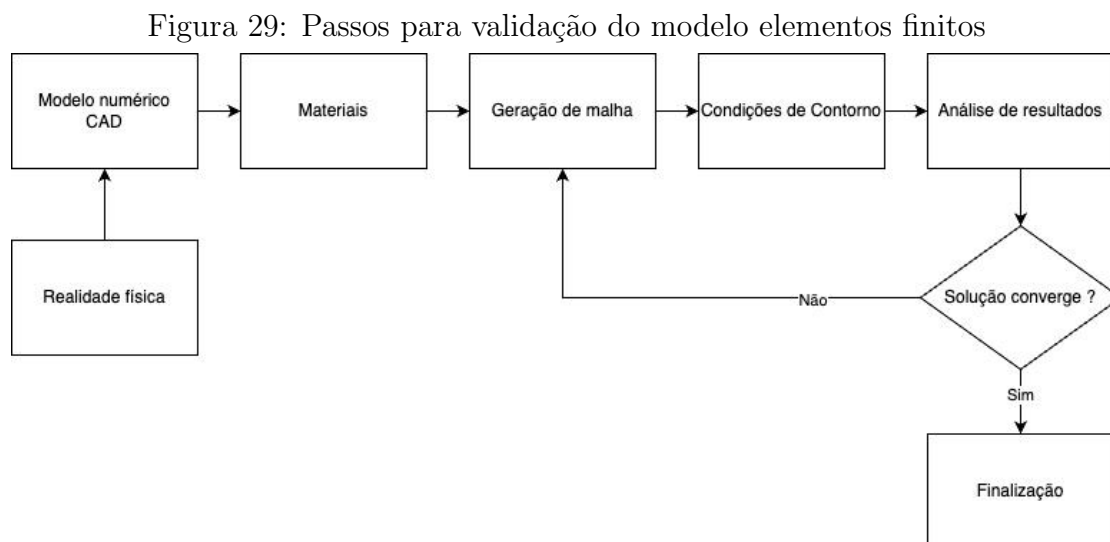 Figura 29: Passos para validação do modelo elementos finitos
Modelo numérico
CAD
Materiais
Geração de malha
Condições de Contorno
Análise de resultados
Realidade física
Não
Solução converge ?
Sim
Finalização